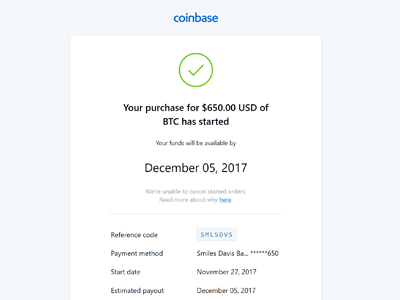 coinbase
Your purchase for $650.00 USD of
BTC has started
Your funds will be available by
December 05, 2017
We're unable to cancel started orders.
Read more about why here.
Reference code SMLSDVS
Payment method Smiles Davis Ba... ******650
Start date November 27, 2017
Estimated payout December 05, 2017